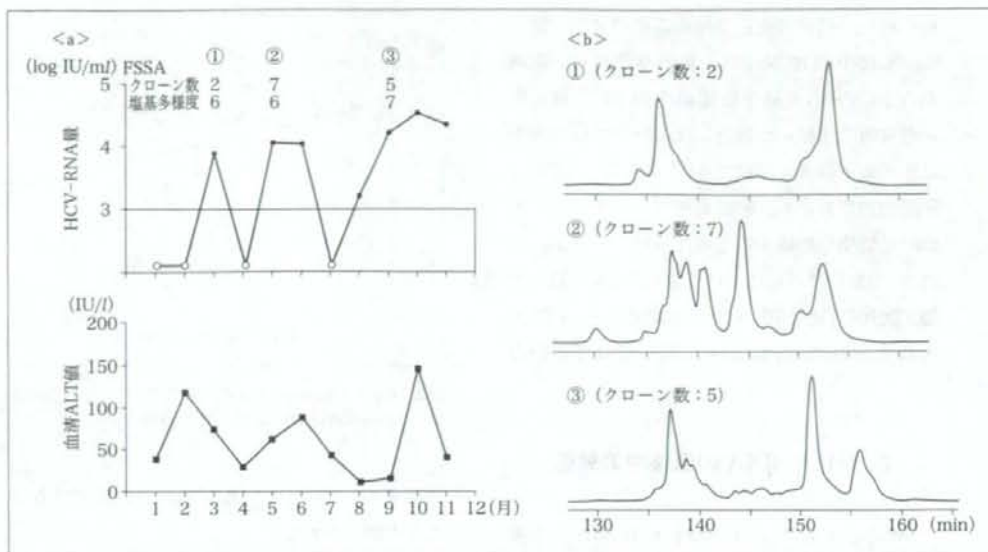 <a>
① ② ③
(log IU/ml) FSSA
クローン数 2 7 5
塩基多様度 6 6 7
5
4
3
HCV-RNA量
(IU/l)
200
150
100
50
0
血清ALT値
1 2 3 4 5 6 7 8 9 10 11 12(月)
<b>
①(クローン数:2)
②(クローン数:7)
③(クローン数:5)
130 140 150 160 (min)